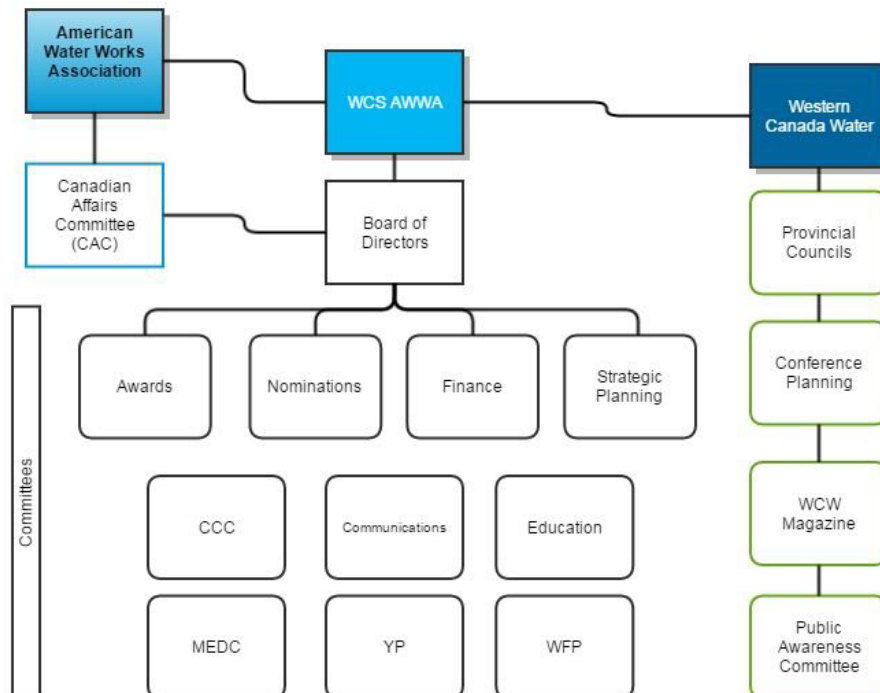 American
Water Works
Association
WCS AWWA
Western
Canada Water
Canadian
Affairs
Committee
(CAC)
Board of
Directors
Provincial
Councils
Committees
Awards
Nominations
Finance
Strategic
Planning
Conference
Planning
CCC
Communications
Education
WCW
Magazine
MEDC
YP
WFP
Public
Awareness
Committee